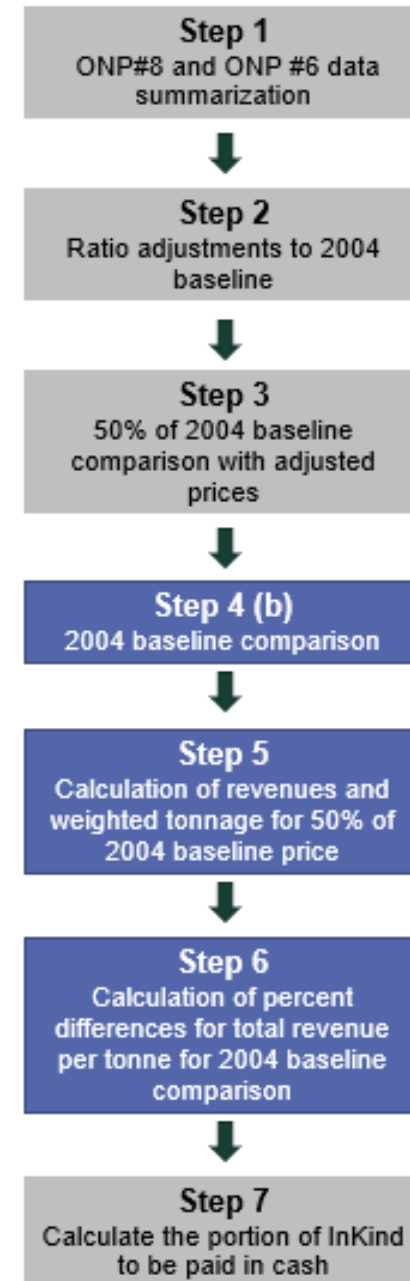 Step 1
ONP#8 and ONP #6 data
summarization
Step 2
Ratio adjustments to 2004
baseline
Step 3
50% of 2004 baseline
comparison with adjusted
prices
Step 4 (b)
2004 baseline comparison
Step 5
Calculation of revenues and
weighted tonnage for 50% of
2004 baseline price
Step 6
Calculation of percent
differences for total revenue
per tonne for 2004 baseline
comparison
Step 7
Calculate the portion of InKind
to be paid in cash